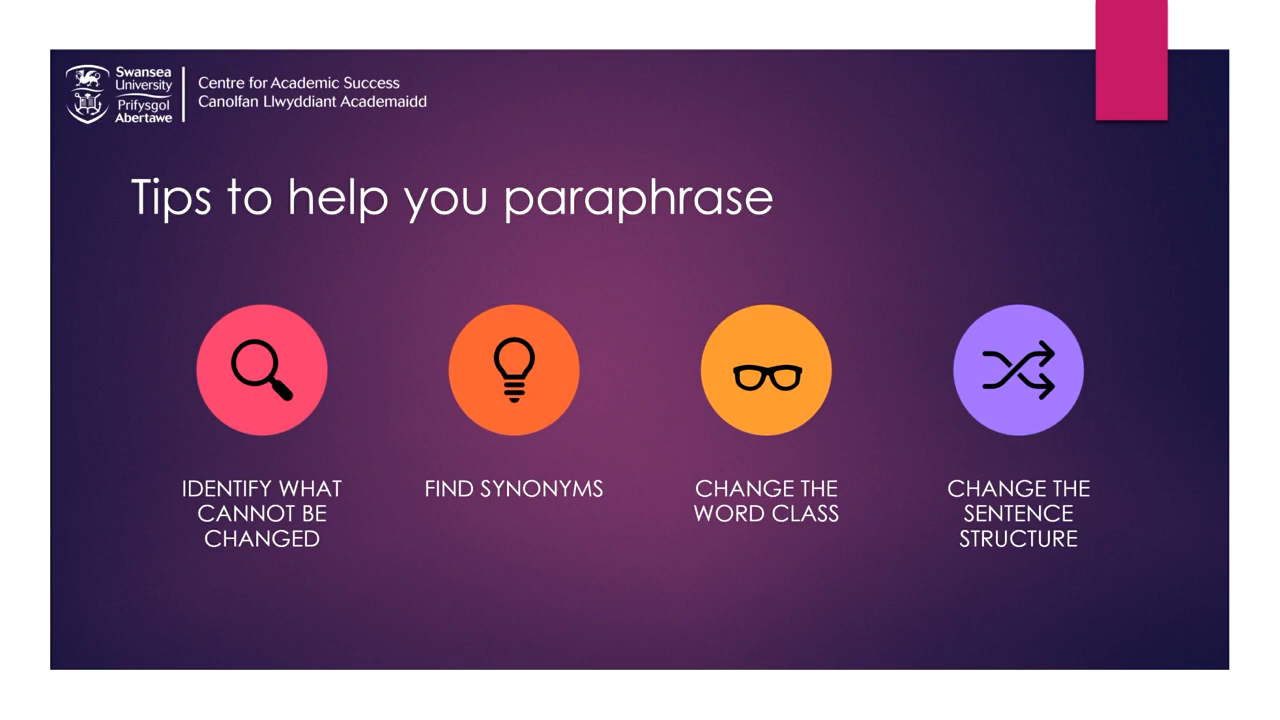 Swansea
University
Prifysgol
Abertawe
Centre for Academic Success
Canolfan Llwyddiant Academaidd
Tips to help you paraphrase
IDENTIFY WHAT
CANNOT BE
CHANGED
FIND SYNONYMS
CHANGE THE
WORD CLASS
CHANGE THE
SENTENCE
STRUCTURE